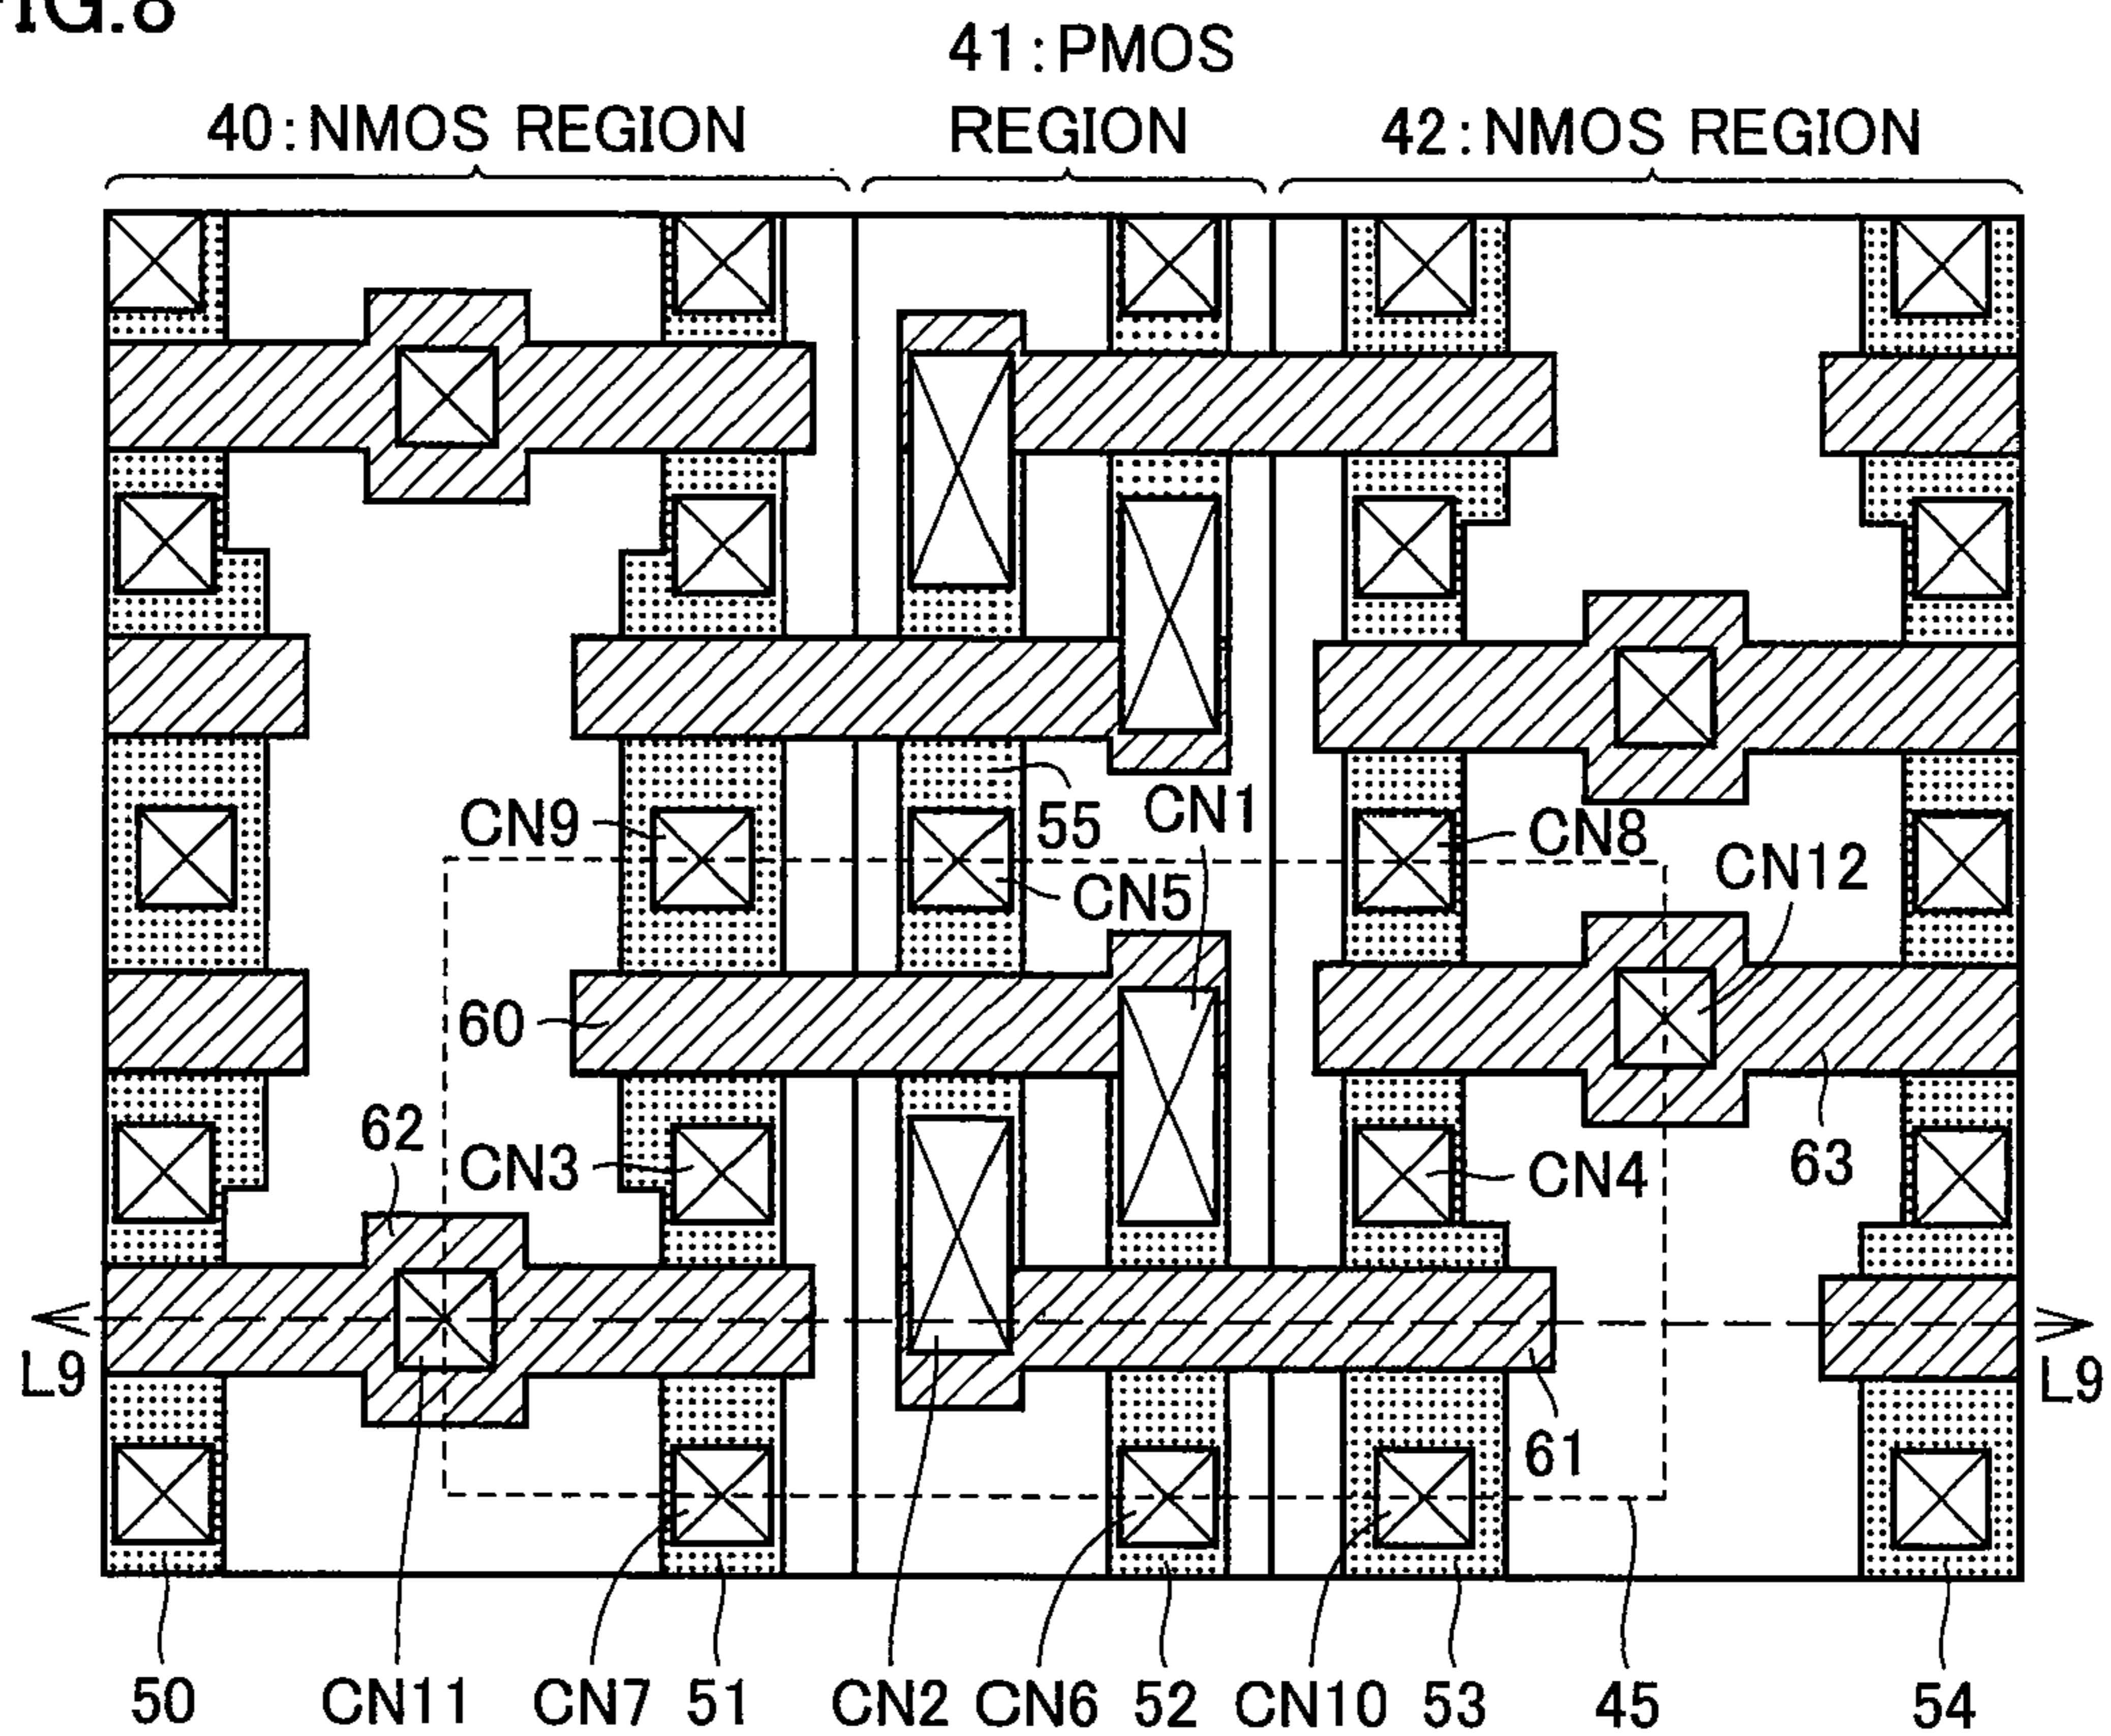 FIG.8
41:PMOS
REGION
40:NMOS REGION
42:NMOS REGION
CN9
55
CN1
CN8
CN5
CN12
60
62
CN3
CN4
63
L9
L9
61
50
CN11
CN7
51
CN2
CN6
52
CN10
53
45
54